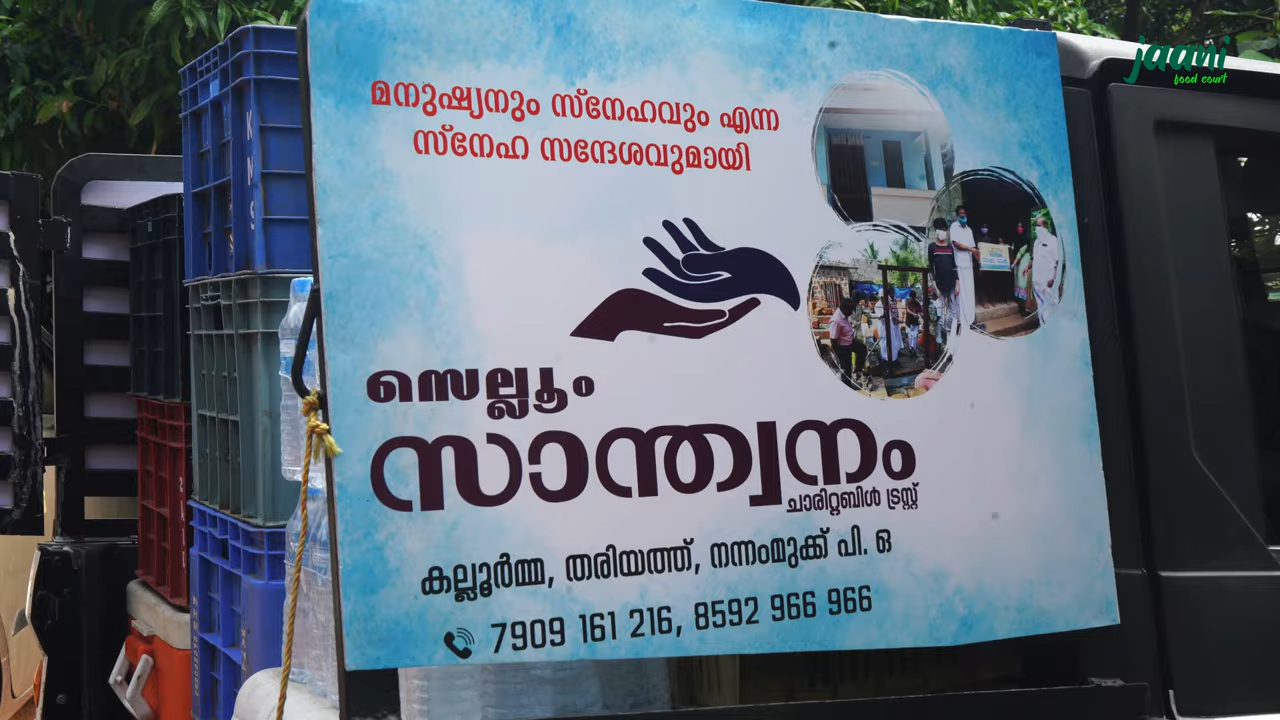 മനുഷ്യനും സ്നേഹവും എന്ന
സ്നേഹ സന്ദേശവുമായി
സെല്ലൂം
സാന്ത്വനം
ചാരിറ്റബിൾ ട്രസ്റ്റ്
കല്ലൂർമ്മ, തരിയത്ത്, നന്നംമുക്ക് പി. ഒ
7909 161 216, 8592 966 966
jaani
food court
KMS